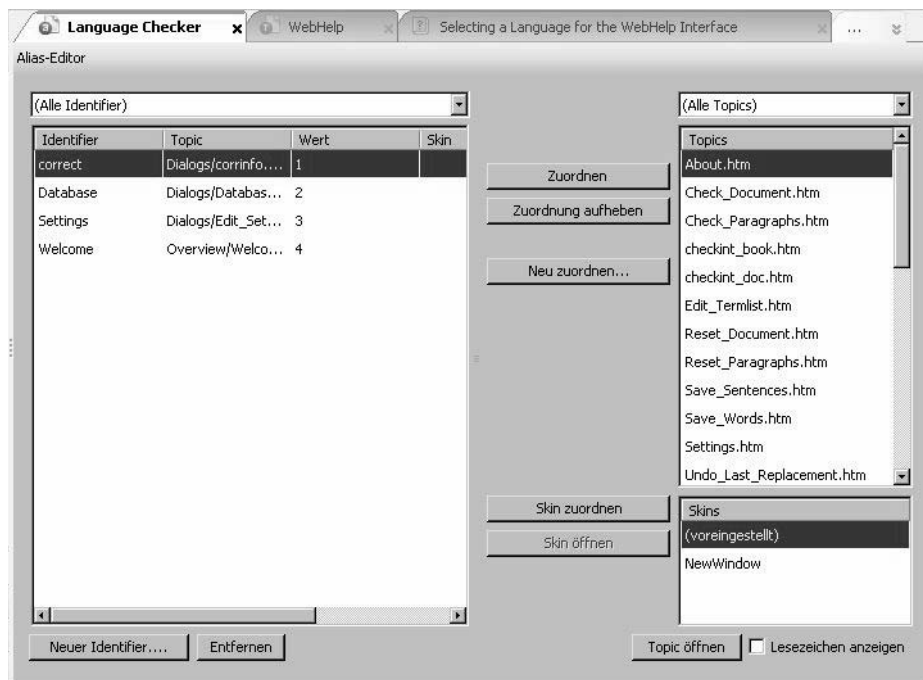 Language Checker
WebHelp
Selecting a Language for the WebHelp Interface
...
Alias-Editor
(Alle Identifier)
Identifier Topic Wert Skin
correct Dialogs/corrinfo.... 1
Database Dialogs/Databas... 2
Settings Dialogs/Edit_Set... 3
Welcome Overview/Welco... 4
Neuer Identifier....
Entfernen
Zuordnen
Zuordnung aufheben
Neu zuordnen...
Skin zuordnen
Skin öffnen
(Alle Topics)
Topics
About.htm
Check_Document.htm
Check_Paragraphs.htm
checkint_book.htm
checkint_doc.htm
Edit_Termlist.htm
Reset_Document.htm
Reset_Paragraphs.htm
Save_Sentences.htm
Save_Words.htm
Settings.htm
Undo_Last_Replacement.htm
Skins
(voreingestellt)
NewWindow
Topic öffnen
Lesezeichen anzeigen